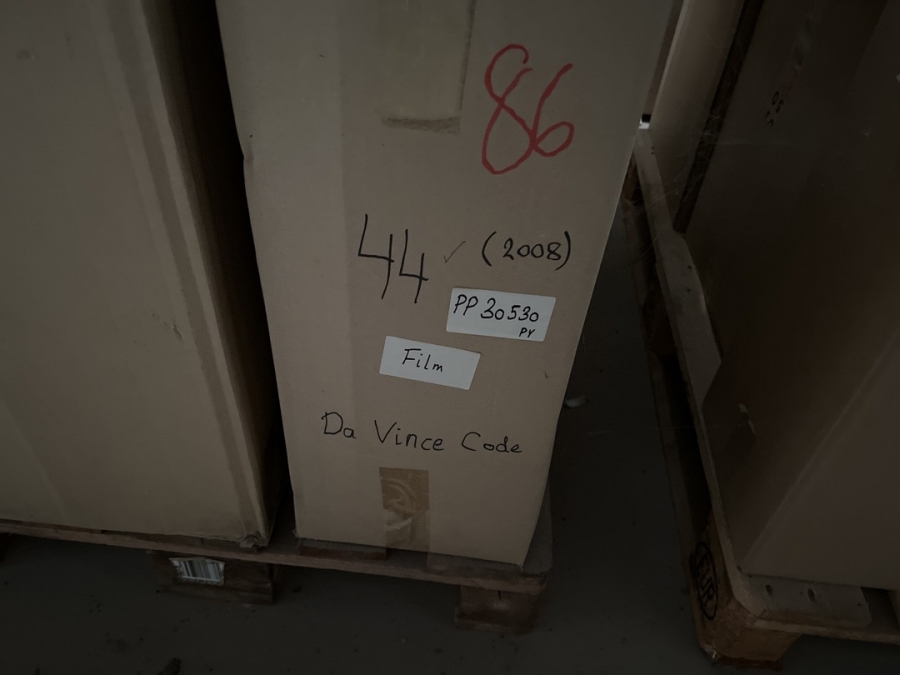 86
44 ✓ (2008)
PP 30530
PY
Film
Da Vince Code